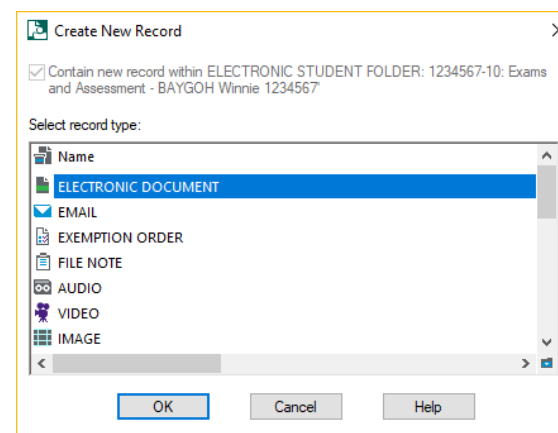 Create New Record
Contain new record within ELECTRONIC STUDENT FOLDER: 1234567-10: Exams
and Assessment - BAYGOH Winnie 1234567'
Select record type:
Name
ELECTRONIC DOCUMENT
EMAIL
EXEMPTION ORDER
FILE NOTE
AUDIO
VIDEO
IMAGE
OK Cancel Help